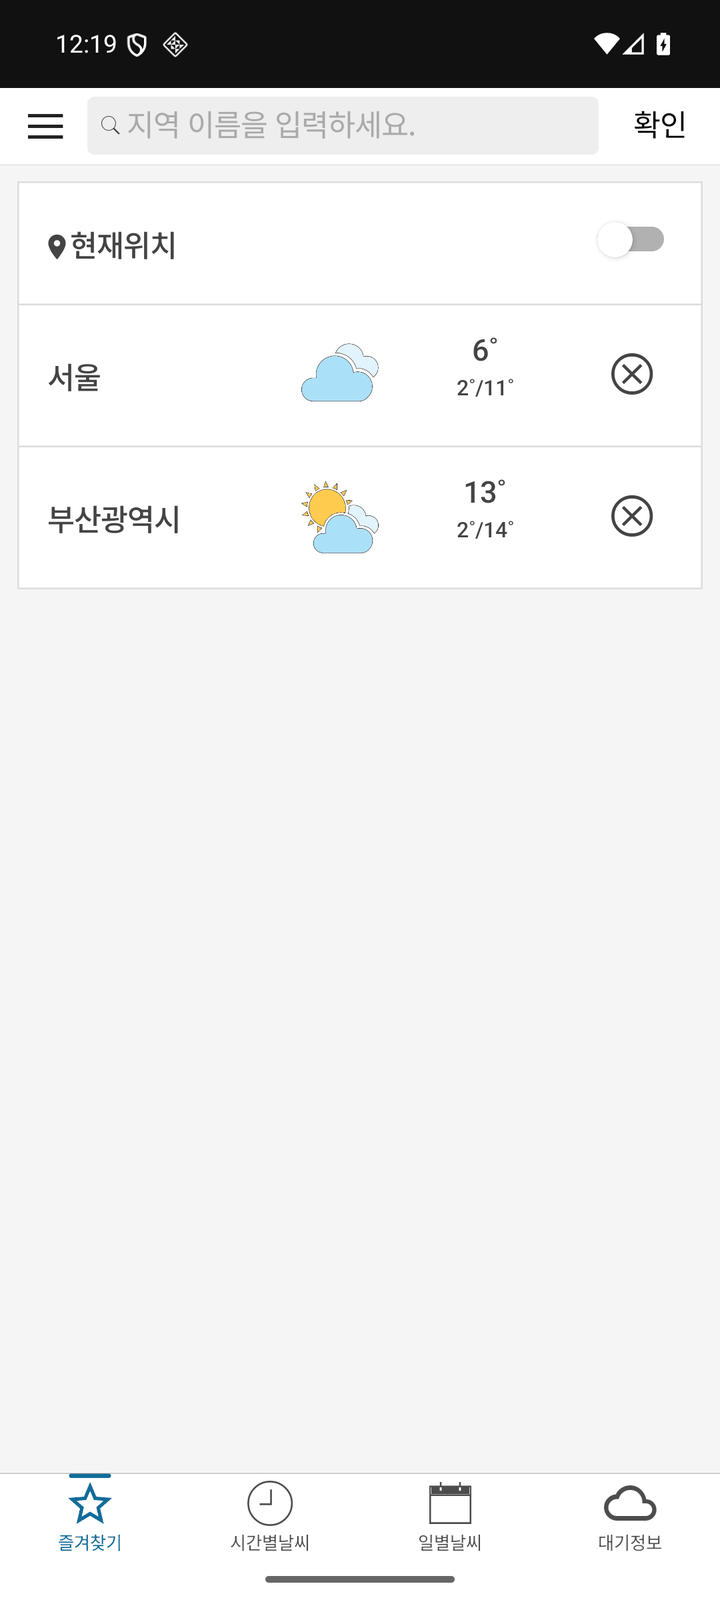 12:19
지역 이름을 입력하세요.
확인
현재위치
서울
6°
2°/11°
부산광역시
13°
2°/14°
즐겨찾기
시간별날씨
일별날씨
대기정보